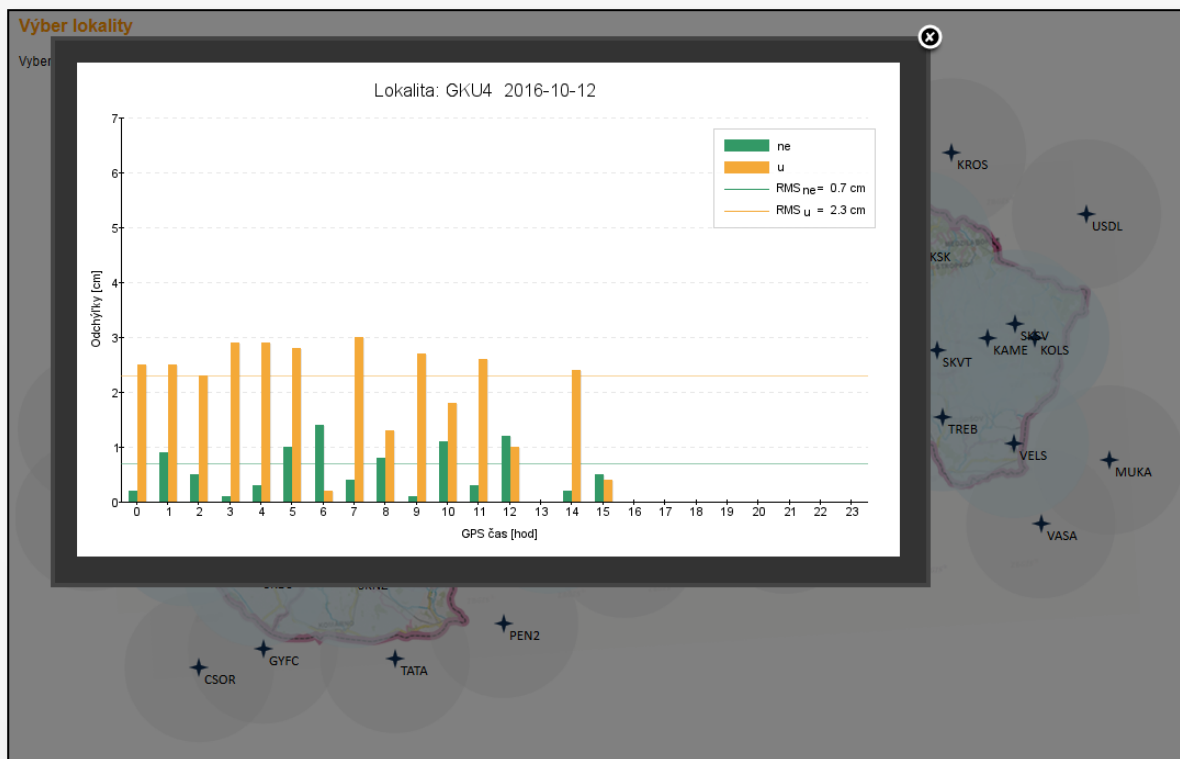 Výber lokality
Vyber
Lokalita: GKU4 2016-10-12
7
6
5
4
3
2
1
0
Odchýľky [cm]
ne
u
RMS ne = 0.7 cm
RMS u = 2.3 cm
0 1 2 3 4 5 6 7 8 9 10 11 12 13 14 15 16 17 18 19 20 21 22 23
GPS čas [hod]
KROS
USDL
KSK
SKSV
KAME
KOLS
SKVT
TREB
VELS
MUKA
VASA
PEN2
GYFC
TATA
CSOR